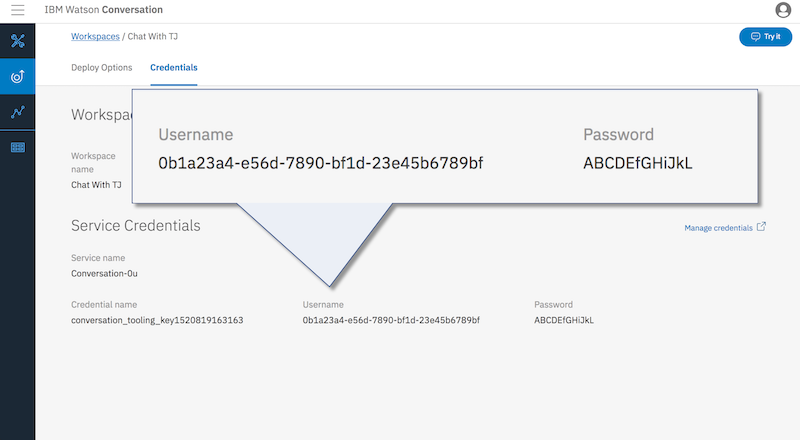 IBM Watson Conversation
Workspaces / Chat With TJ
Try it
Deploy Options
Credentials
Username
Password
0b1a23a4-e56d-7890-bf1d-23e45b6789bf
ABCDEfGHiJkL
Workspa
Workspace
name
Chat With TJ
Service Credentials
Manage credentials
Service name
Conversation-0u
Credential name
Username
Password
conversation_tooling_key1520819163163
0b1a23a4-e56d-7890-bf1d-23e45b6789bf
ABCDEfGHiJkL